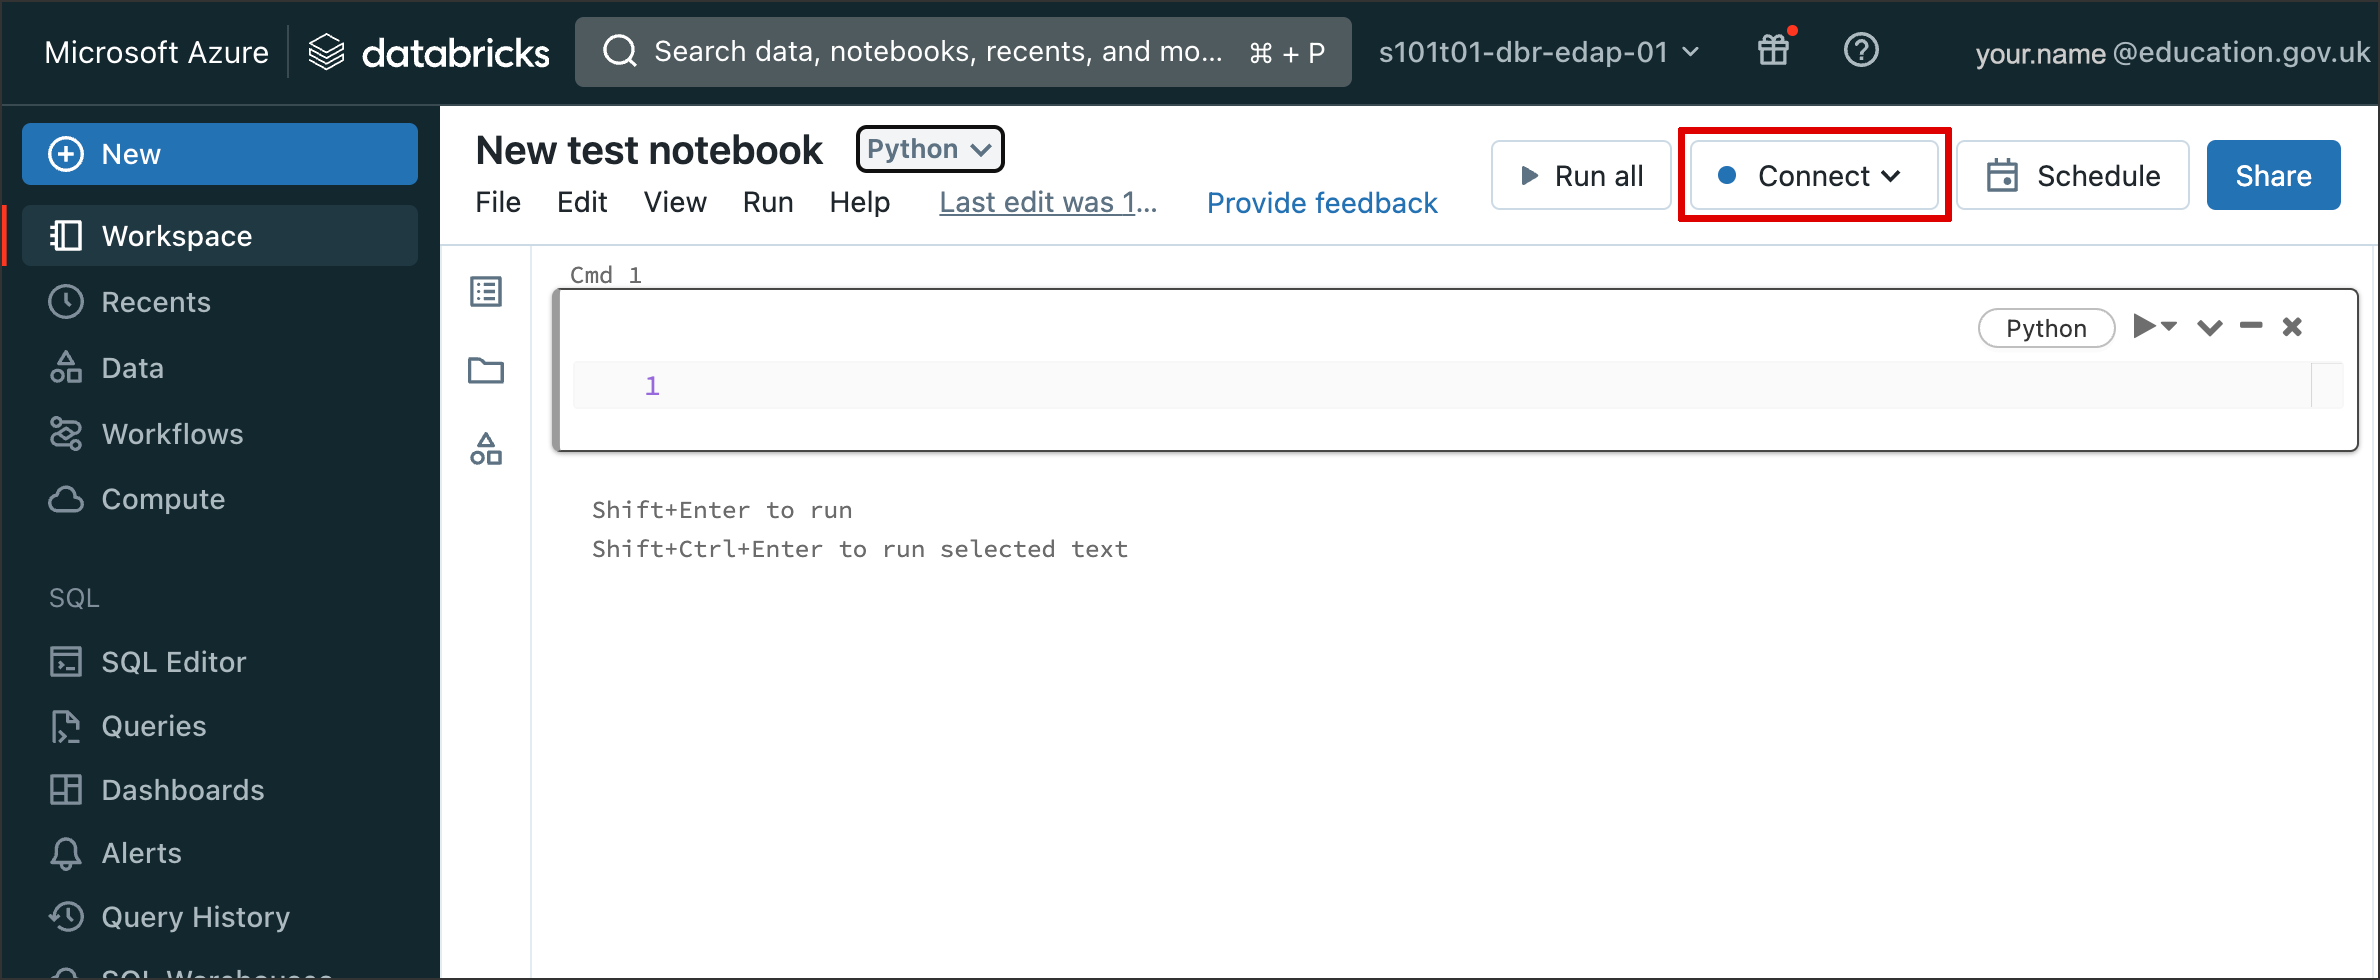 Microsoft Azure databricks Search data, notebooks, recents, and mo... ⌘ + P s101t01-dbr-edap-01 your.name @education.gov.uk
New
Workspace
Recents
Data
Workflows
Compute
SQL
SQL Editor
Queries
Dashboards
Alerts
Query History
SQL Warehouses
New test notebook Python
File Edit View Run Help Last edit was 1... Provide feedback
Run all Connect Schedule Share
Cmd 1
Python
1
Shift+Enter to run
Shift+Ctrl+Enter to run selected text